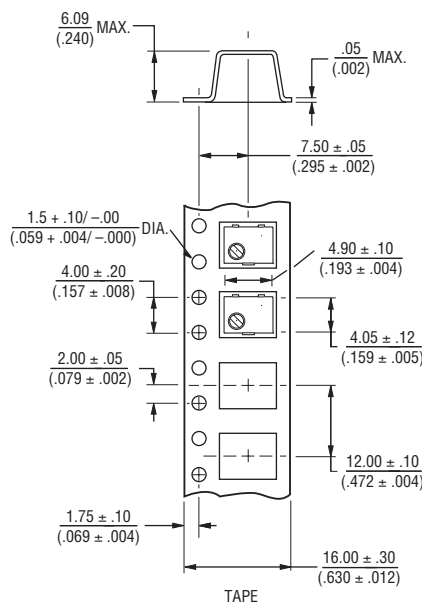 6.09
(.240)
MAX.
.05
(.002)
MAX.
7.50 ± .05
(.295 ± .002)
1.5 + .10/ –.00
(.059 + .004/ –.000)
DIA.
4.90 ± .10
(.193 ± .004)
4.00 ± .20
(.157 ± .008)
4.05 ± .12
(.159 ± .005)
2.00 ± .05
(.079 ± .002)
12.00 ± .10
(.472 ± .004)
1.75 ± .10
(.069 ± .004)
16.00 ± .30
(.630 ± .012)
TAPE